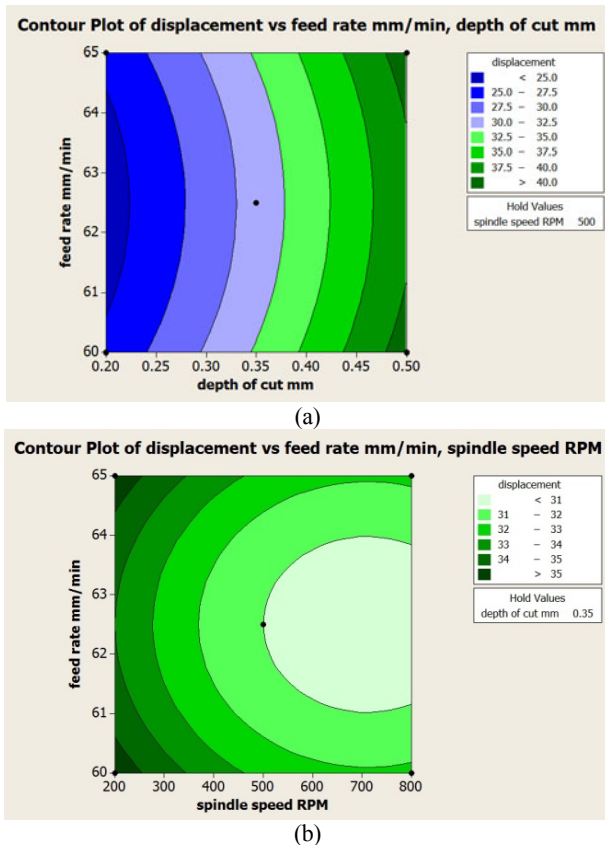 Contour Plot of displacement vs feed rate mm/min, depth of cut mm
65
64
63
62
61
60
feed rate mm/min
0.20 0.25 0.30 0.35 0.40 0.45 0.50
depth of cut mm
displacement
< 25.0
25.0 – 27.5
27.5 – 30.0
30.0 – 32.5
32.5 – 35.0
35.0 – 37.5
37.5 – 40.0
> 40.0
Hold Values
spindle speed RPM 500
(a)
Contour Plot of displacement vs feed rate mm/min, spindle speed RPM
65
64
63
62
61
60
feed rate mm/min
200 300 400 500 600 700 800
spindle speed RPM
displacement
< 31
31 – 32
32 – 33
33 – 34
34 – 35
> 35
Hold Values
depth of cut mm 0.35
(b)